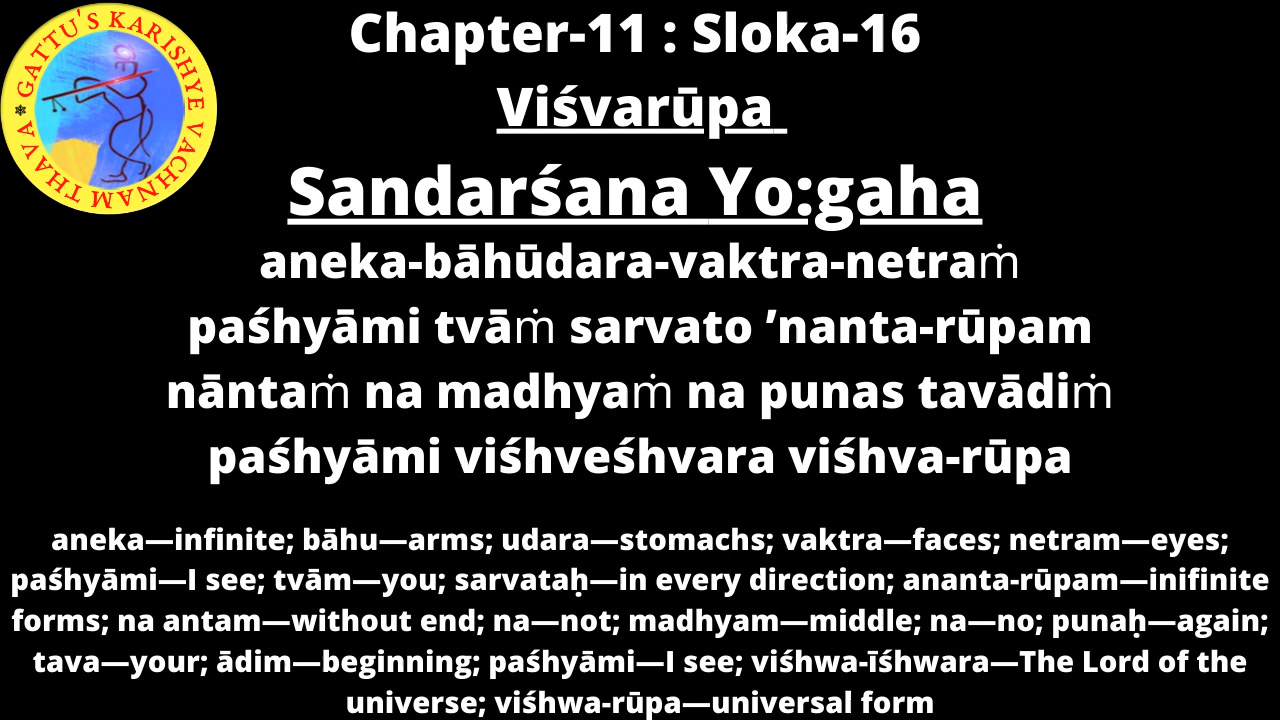 GATTU'S KARISHYE VACHNAM THAVA
Chapter-11 : Sloka-16
Viśvarūpa
Sandarśana Yo:gaha
aneka-bāhūdara-vaktra-netraṁ
paśhyāmi tvāṁ sarvato ’nanta-rūpam
nāntaṁ na madhyaṁ na punas tavādiṁ
paśhyāmi viśhveśhvara viśhva-rūpa
aneka—infinite; bāhu—arms; udara—stomachs; vaktra—faces; netram—eyes;
paśhyāmi—I see; tvām—you; sarvataḥ—in every direction; ananta-rūpam—inifinite
forms; na antam—without end; na—not; madhyam—middle; na—no; punaḥ—again;
tava—your; ādim—beginning; paśhyāmi—I see; viśhwa-īśhwara—The Lord of the
universe; viśhwa-rūpa—universal form